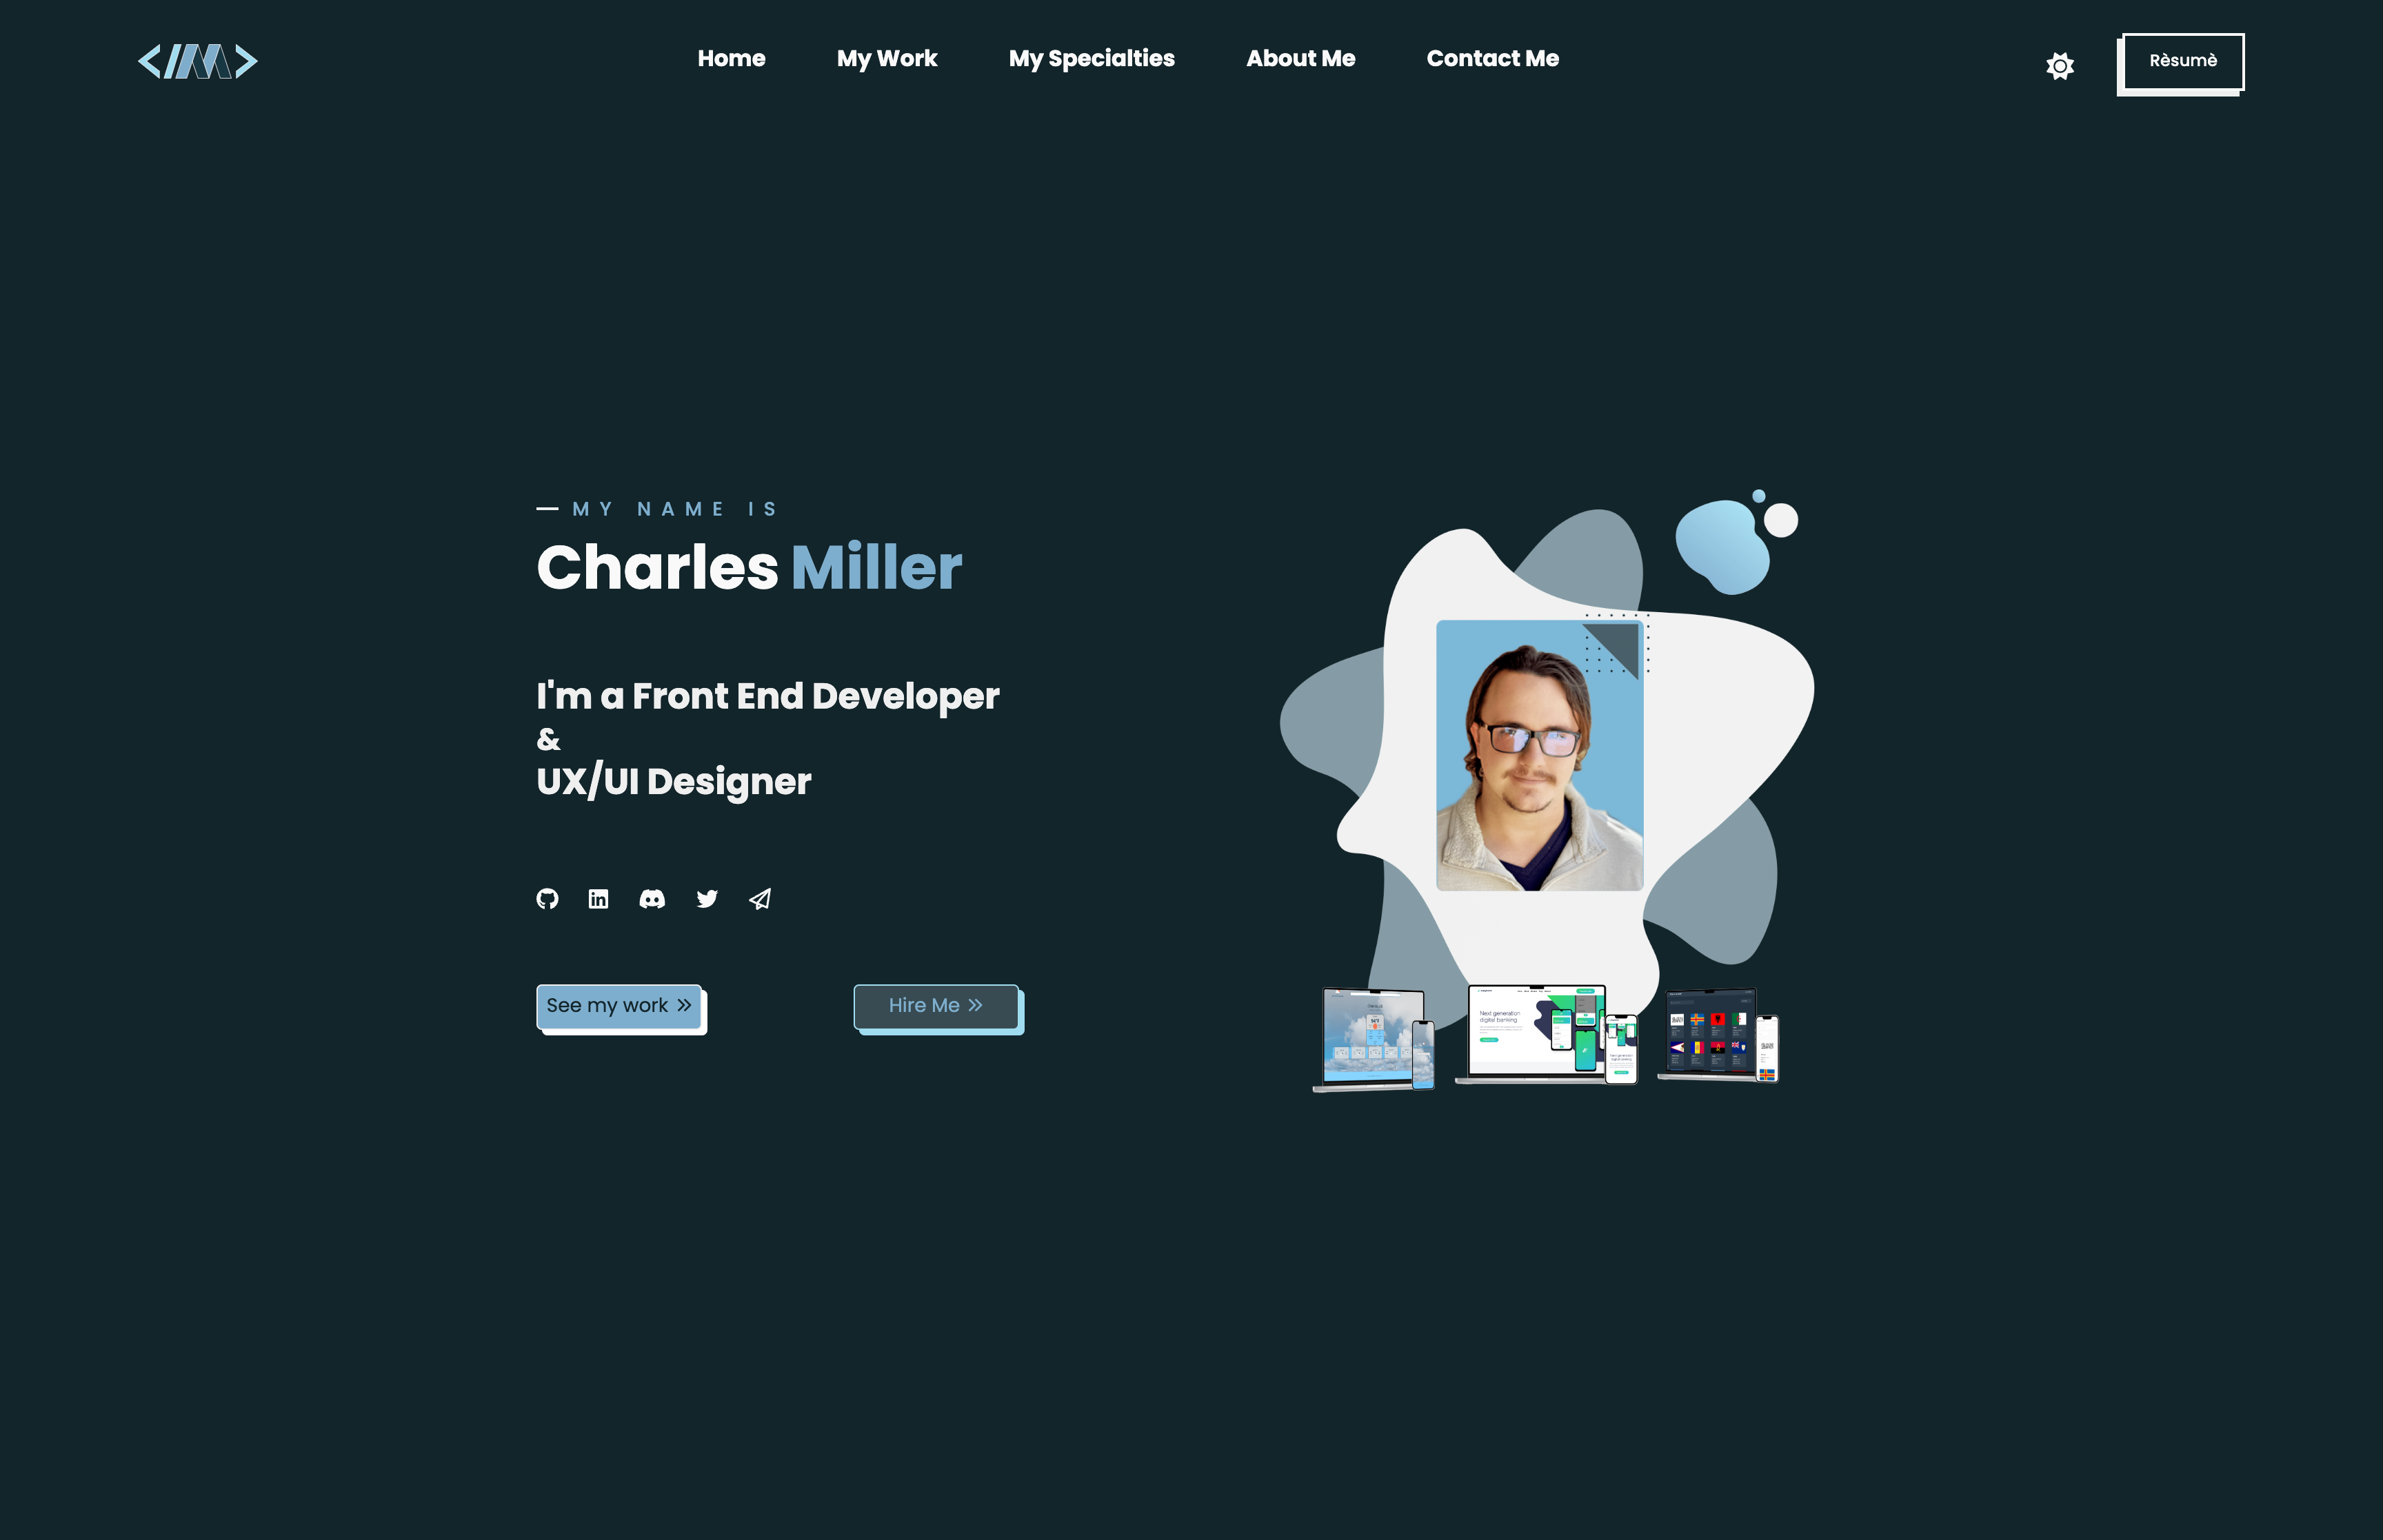 Home My Work My Specialties About Me Contact Me Rèsumè
MY NAME IS
Charles Miller
I'm a Front End Developer
&
UX/UI Designer
See my work Hire Me
Next generation
digital banking